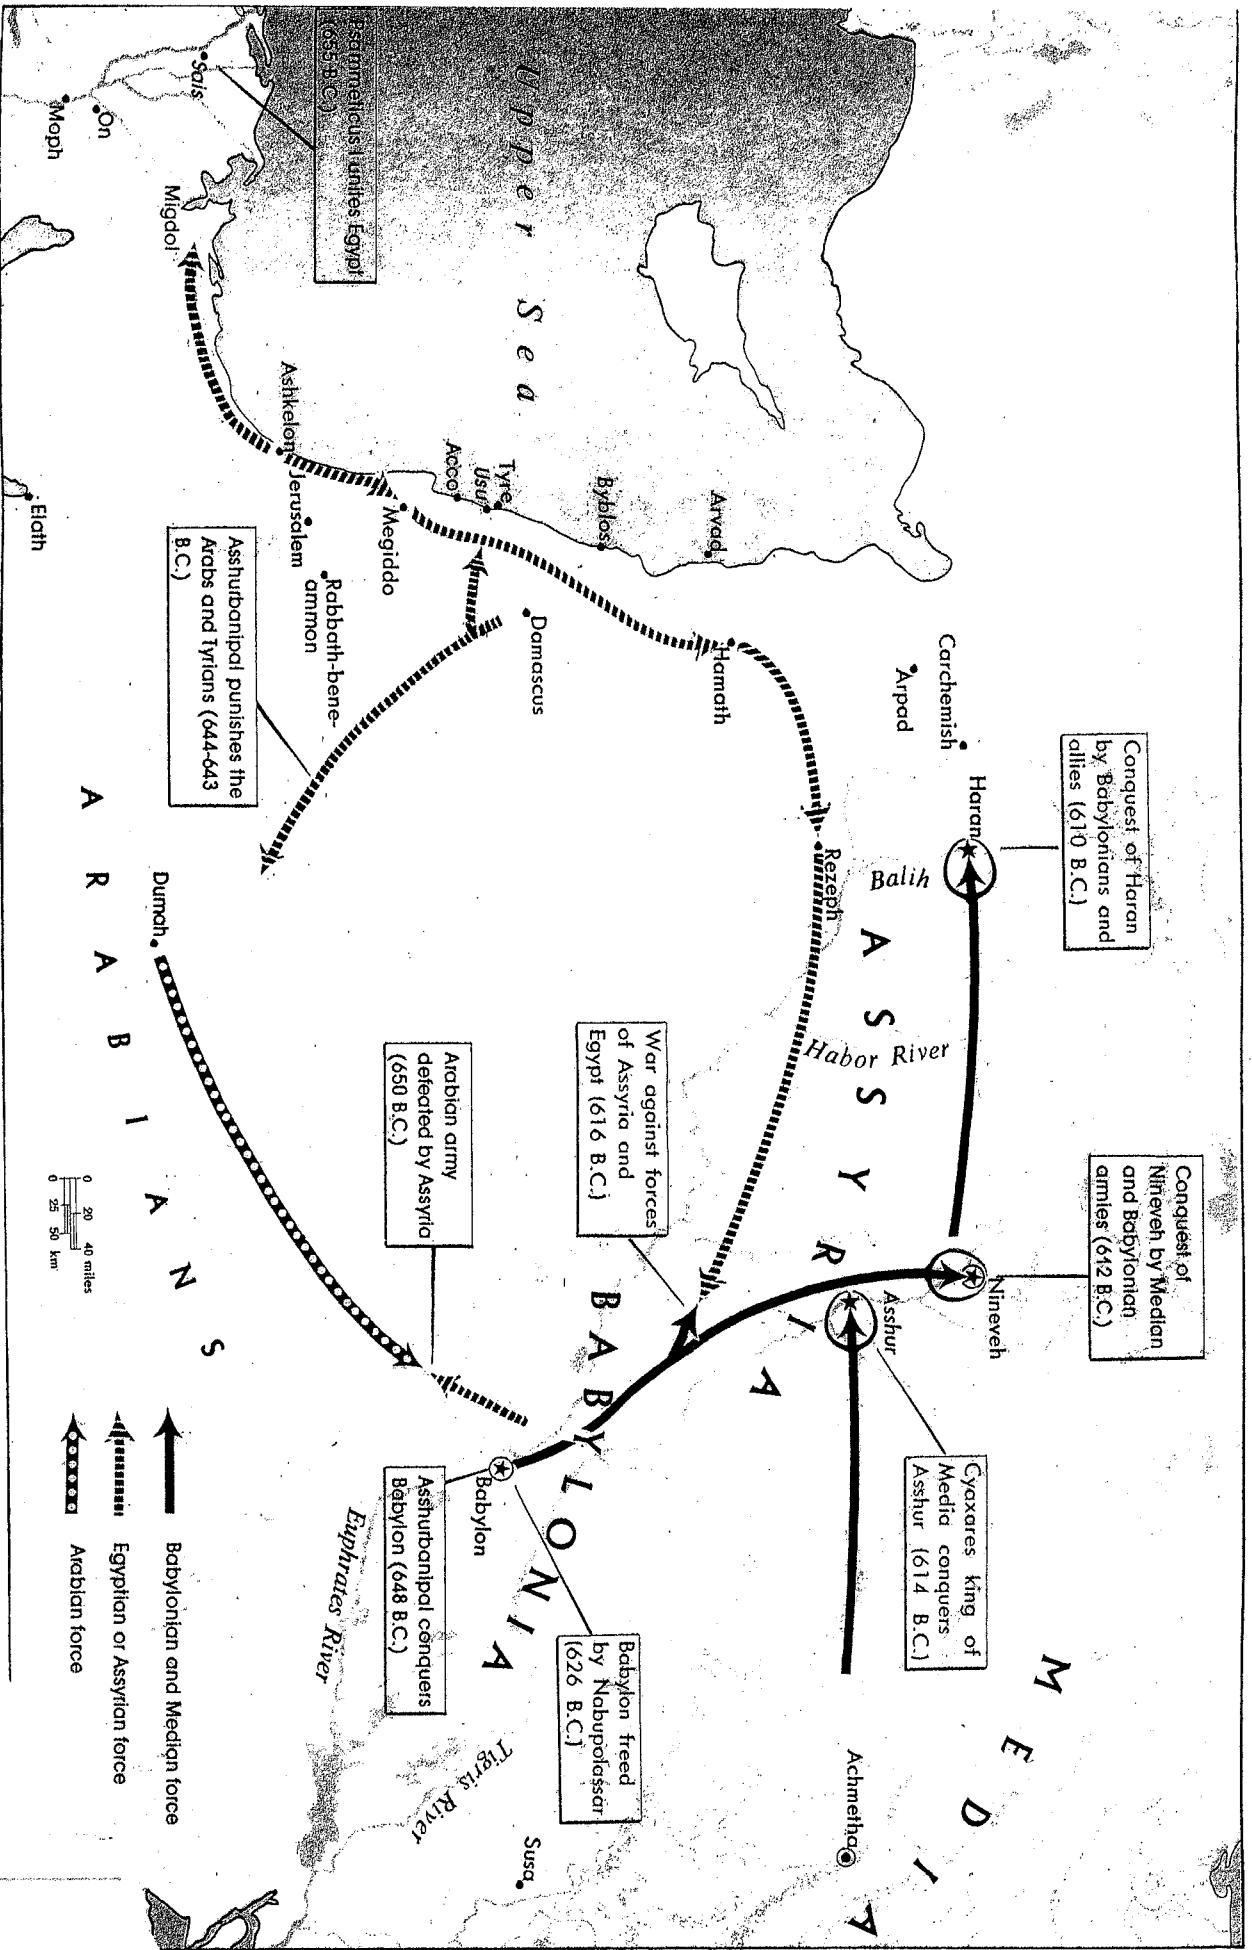 Upper Sea
Psammeticus I unites Egypt
(655 B.C.)
Sais
On
Moph
Migdol
Ashkelon
Jerusalem
Elath
Acco
Usu
Tyre
Byblos
Arvad
Megiddo
Rabbath-bene-
ammon
Damascus
Hamath
Arpad
Carchemish
Haran
Rezeph
Balih
Habor River
ASSYRIA
Conquest of Haran
by Babylonians and
allies (610 B.C.)
Conquest of
Nineveh by Median
and Babylonian
armies (612 B.C.)
Nineveh
Asshur
Cyaxares king of
Media conquers
Asshur (614 B.C.)
MEDIA
Achmetha
War against forces
of Assyria and
Egypt (616 B.C.)
BABYLONIA
Babylon
Babylon freed
by Nabupolassar
(626 B.C.)
Susa
Tigris River
Euphrates River
Asshurbanipal conquers
Babylon (648 B.C.)
Arabian army
defeated by Assyria
(650 B.C.)
Asshurbanipal punishes the
Arabs and Tyrians (644-643
B.C.)
Dumah
ARABIANS
0 20 40 miles
0 25 50 km
Babylonian and Median force
Egyptian or Assyrian force
Arabian force